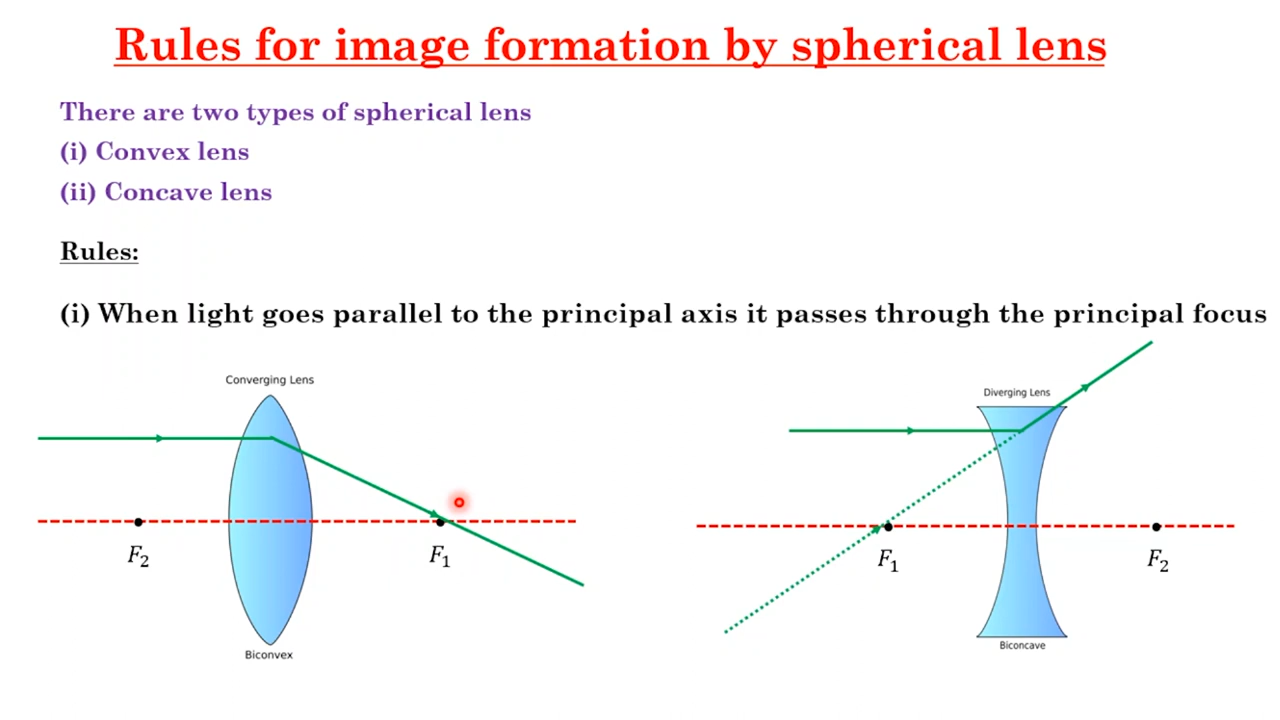 Rules for image formation by spherical lens
There are two types of spherical lens
(i) Convex lens
(ii) Concave lens
Rules:
(i) When light goes parallel to the principal axis it passes through the principal focus
Converging Lens
F₂
F₁
Biconvex
Diverging Lens
F₁
F₂
Biconcave